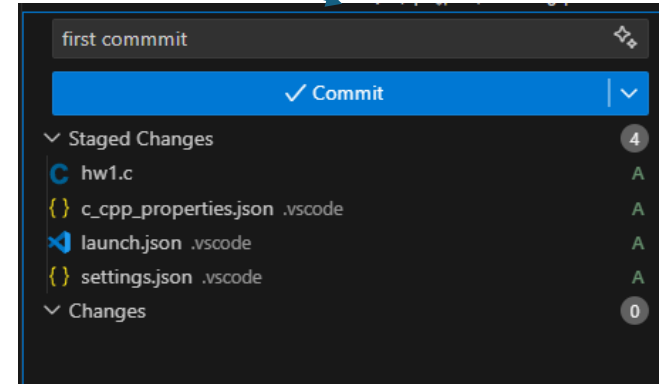 first commmit
Commit
Staged Changes 4
hw1.c A
{ } c_cpp_properties.json .vscode A
launch.json .vscode A
{ } settings.json .vscode A
Changes 0